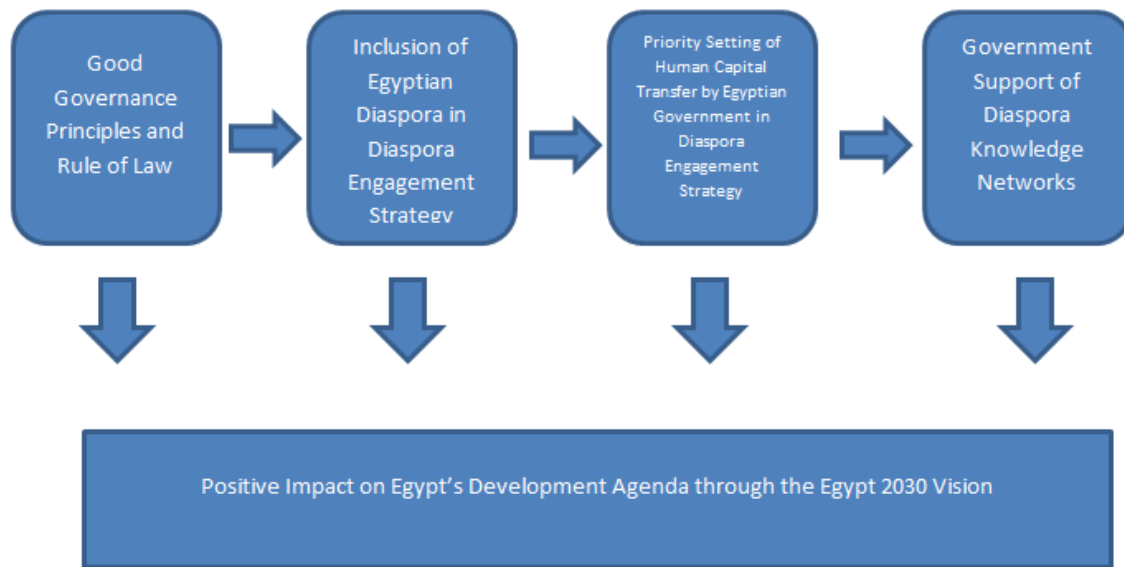 Good
Governance
Principles and
Rule of Law
Inclusion of
Egyptian
Diaspora in
Diaspora
Engagement
Strategy
Priority Setting of
Human Capital
Transfer by Egyptian
Government in
Diaspora
Engagement
Strategy
Government
Support of
Diaspora
Knowledge
Networks
Positive Impact on Egypt’s Development Agenda through the Egypt 2030 Vision